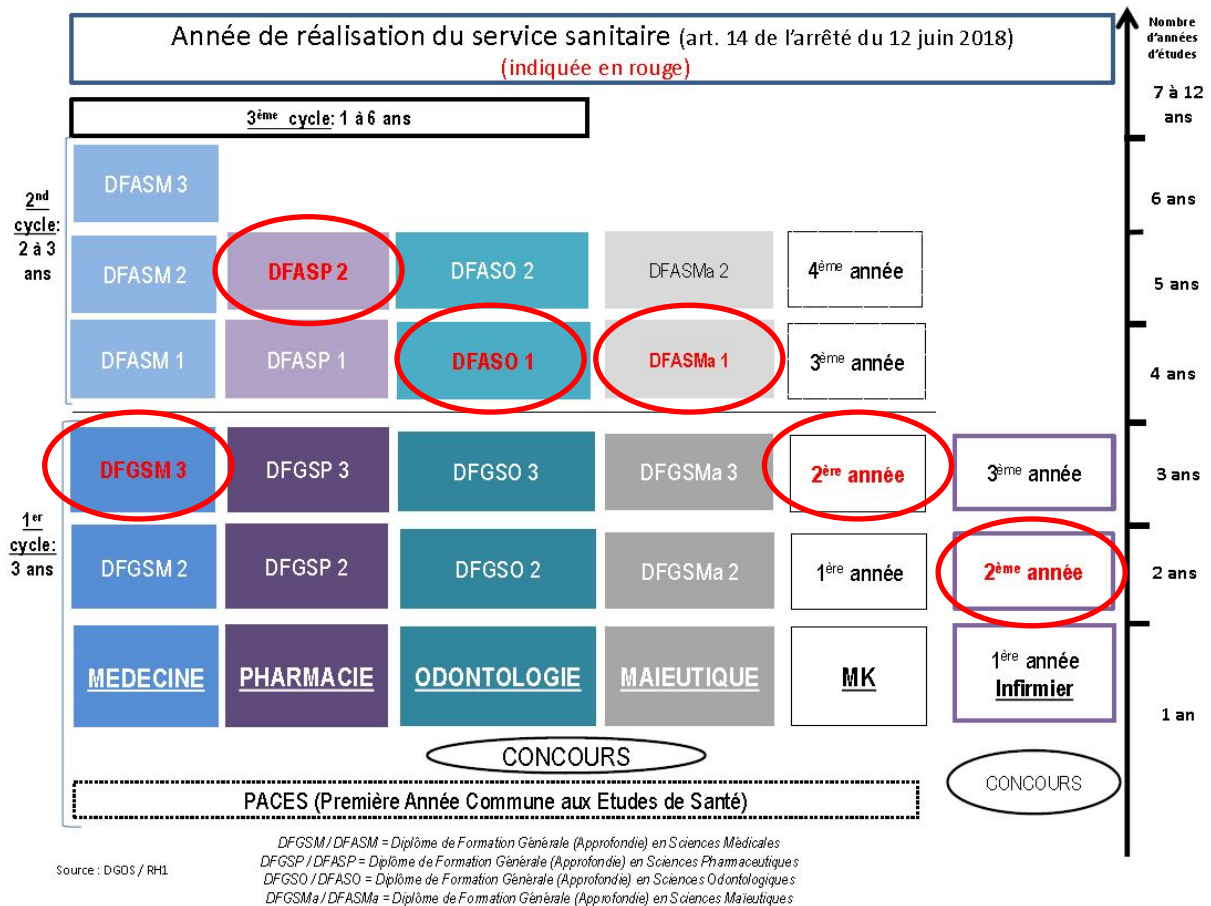 Année de réalisation du service sanitaire (art. 14 de l'arrêté du 12 juin 2018)
(indiquée en rouge)
Nombre
d'années
d'études
7 à 12
ans
3ème cycle: 1 à 6 ans
2nd
cycle:
2 à 3
ans
DFASM 3
6 ans
DFASM 2
DFASP 2
DFASO 2
DFASMa 2
4ème année
5 ans
DFASM 1
DFASP 1
DFASO 1
DFASMa 1
3ème année
4 ans
1er
cycle:
3 ans
DFGSM 3
DFGSP 3
DFGSO 3
DFGSMa 3
2ère année
3ème année
3 ans
DFGSM 2
DFGSP 2
DFGSO 2
DFGSMa 2
1ère année
2ème année
2 ans
MEDECINE
PHARMACIE
ODONTOLOGIE
MAIEUTIQUE
MK
1ère année
Infirmier
1 an
CONCOURS
CONCOURS
PACES (Première Année Commune aux Etudes de Santé)
DFGSM / DFASM = Diplôme de Formation Générale (Approfondie) en Sciences Médicales
DFGSP / DFASP = Diplôme de Formation Générale (Approfondie) en Sciences Pharmaceutiques
DFGSO / DFASO = Diplôme de Formation Générale (Approfondie) en Sciences Odontologiques
DFGSMa / DFASMa = Diplôme de Formation Générale (Approfondie) en Sciences Maïeutiques
Source : DGOS / RH1